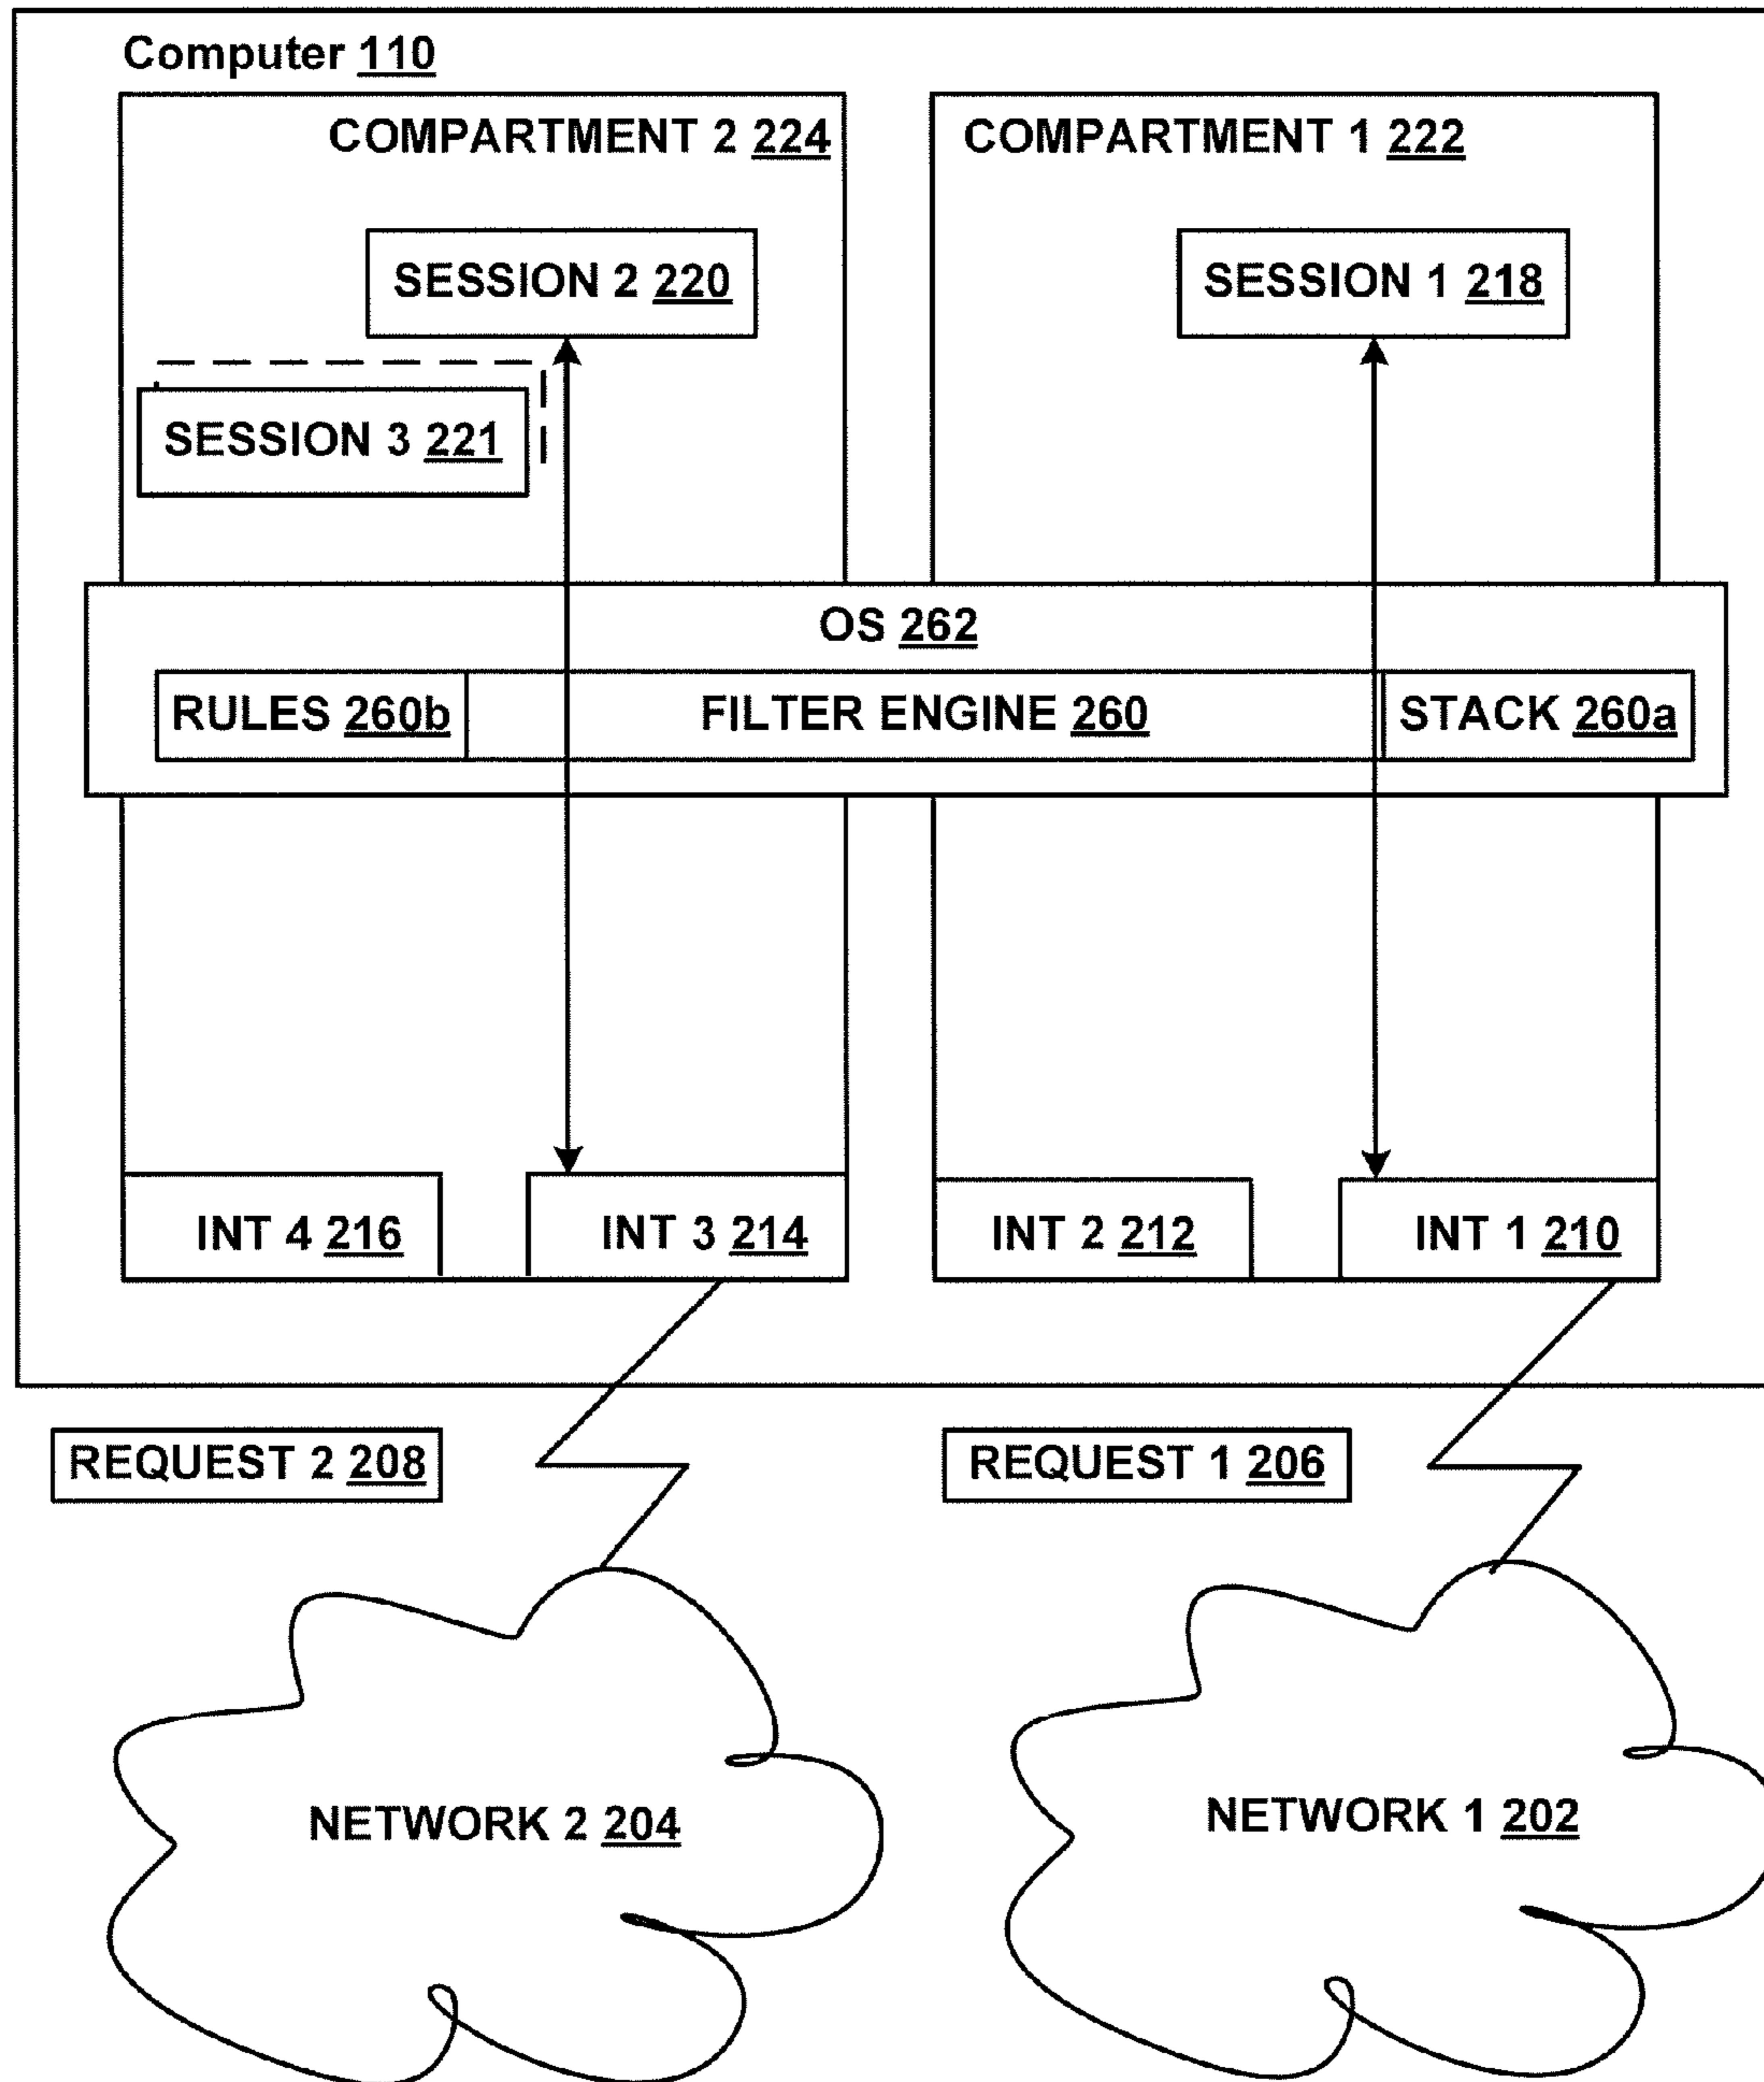 Computer 110
COMPARTMENT 2 224
COMPARTMENT 1 222
SESSION 2 220
SESSION 1 218
SESSION 3 221
OS 262
RULES 260b
FILTER ENGINE 260
STACK 260a
INT 4 216
INT 3 214
INT 2 212
INT 1 210
REQUEST 2 208
REQUEST 1 206
NETWORK 2 204
NETWORK 1 202